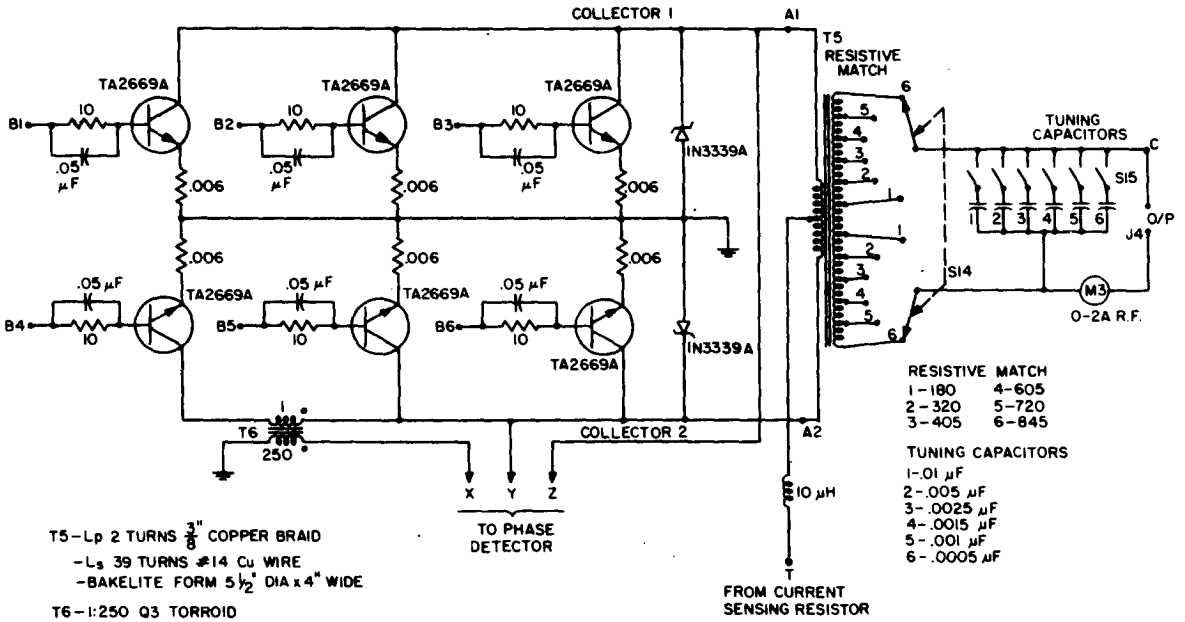 COLLECTOR 1
A1
T5
RESISTIVE
MATCH
TA2669A
TA2669A
TA2669A
B1
10
.05
µF
B2
10
.05
µF
B3
10
.05
µF
1N3339A
.006
.006
.006
6
5
4
3
2
1
1
2
3
4
5
6
S14
TUNING
CAPACITORS
C
S15
1
2
3
4
5
6
O/P
J4
M3
0-2A R.F.
.006
.006
.006
.05 µF
TA2669A
.05 µF
TA2669A
.05 µF
B4
10
B5
10
B6
10
TA2669A
1N3339A
RESISTIVE MATCH
1-180 4-605
2-320 5-720
3-405 6-845
1
T6
250
COLLECTOR 2
A2
X Y Z
TO PHASE
DETECTOR
10 µH
T
FROM CURRENT
SENSING RESISTOR
TUNING CAPACITORS
1-.01 µF
2-.005 µF
3-.0025 µF
4-.0015 µF
5-.001 µF
6-.0005 µF
T5-Lp 2 TURNS 3/8" COPPER BRAID
-Ls 39 TURNS #14 Cu WIRE
-BAKELITE FORM 5 1/2" DIA x 4" WIDE
T6-1:250 Q3 TORROID